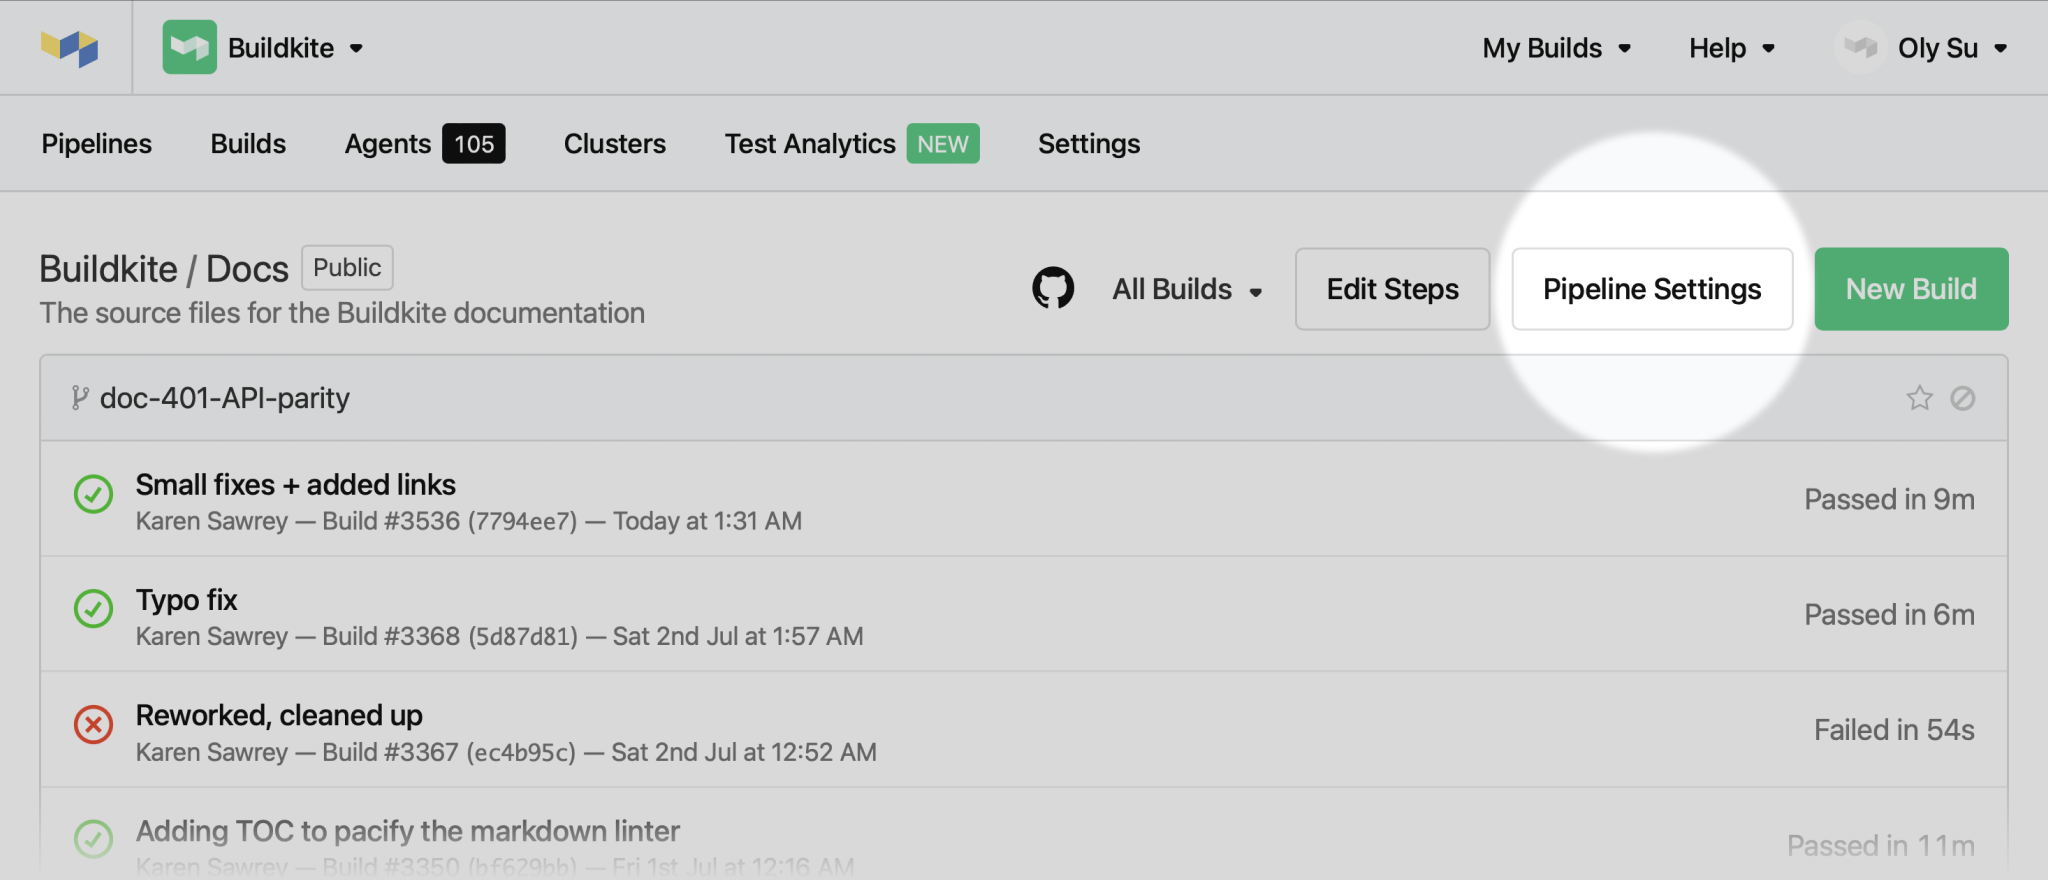 Buildkite My Builds Help Oly Su
Pipelines Builds Agents 105 Clusters Test Analytics NEW Settings
Buildkite / Docs Public
The source files for the Buildkite documentation
All Builds Edit Steps Pipeline Settings New Build
doc-401-API-parity
Small fixes + added links
Karen Sawrey — Build #3536 (7794ee7) — Today at 1:31 AM
Passed in 9m
Typo fix
Karen Sawrey — Build #3368 (5d87d81) — Sat 2nd Jul at 1:57 AM
Passed in 6m
Reworked, cleaned up
Karen Sawrey — Build #3367 (ec4b95c) — Sat 2nd Jul at 12:52 AM
Failed in 54s
Adding TOC to pacify the markdown linter
Karen Sawrey — Build #3350 (bf629bb) — Fri 1st Jul at 12:16 AM
Passed in 11m